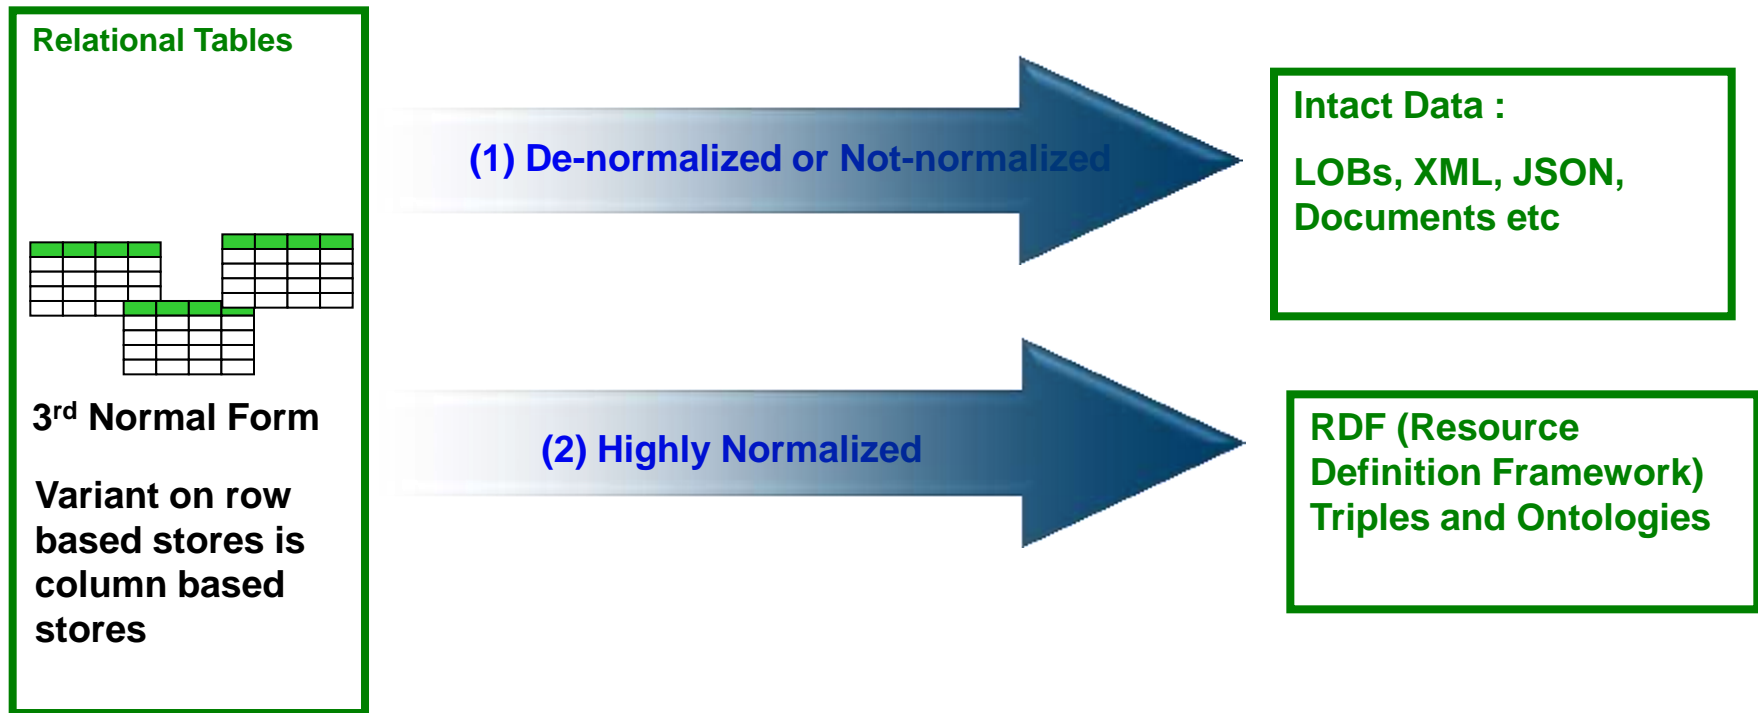 Relational Tables
3rd Normal Form
Variant on row
based stores is
column based
stores
(1) De-normalized or Not-normalized
(2) Highly Normalized
Intact Data :
LOBs, XML, JSON,
Documents etc
RDF (Resource
Definition Framework)
Triples and Ontologies